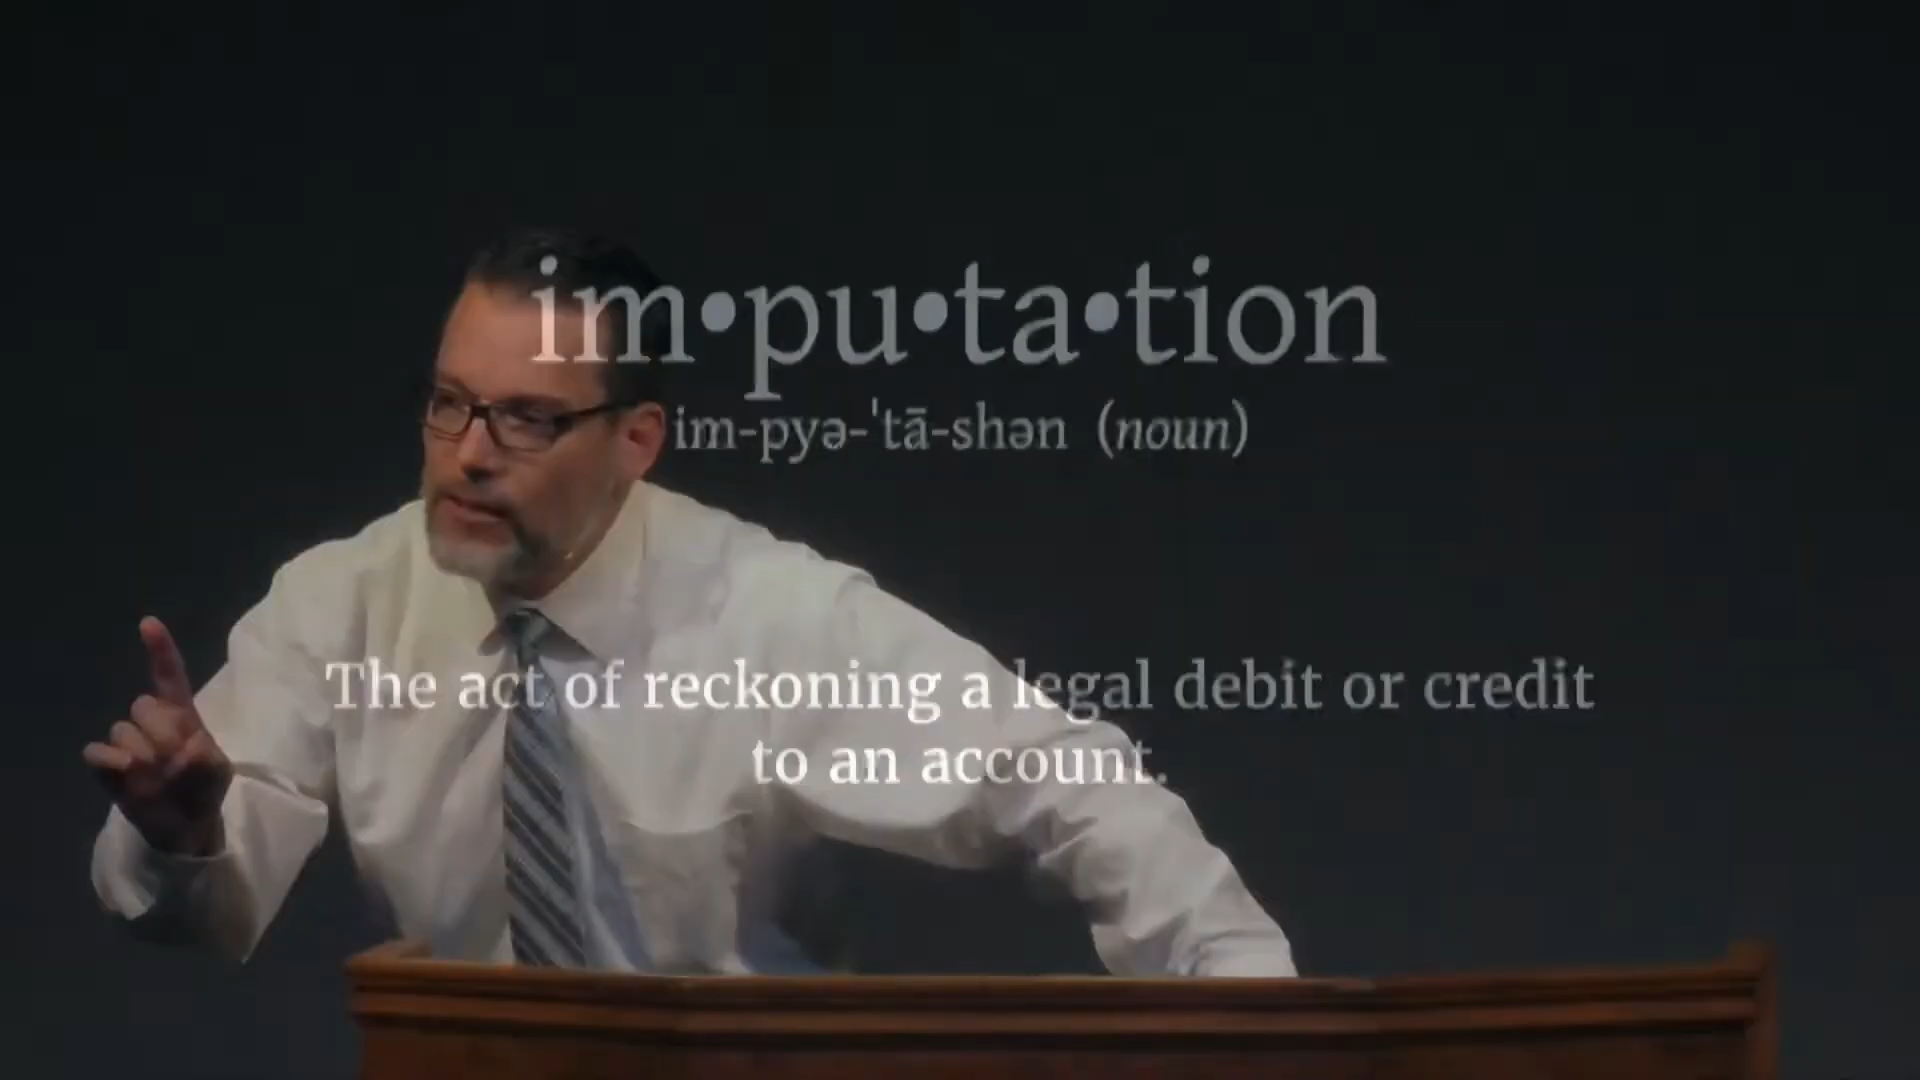 im•pu•ta•tion
im-pyə-ˈtā-shən (noun)
The act of reckoning a legal debit or credit
to an account.